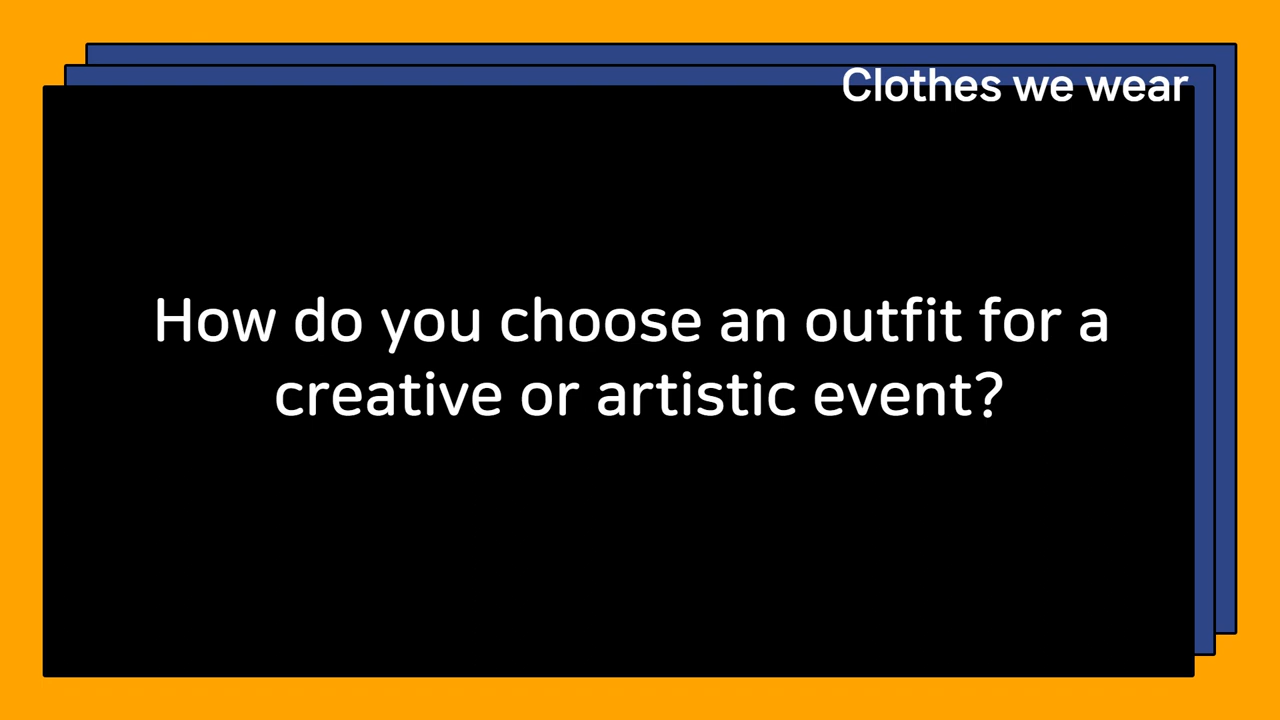 Clothes we wear
How do you choose an outfit for a
creative or artistic event?